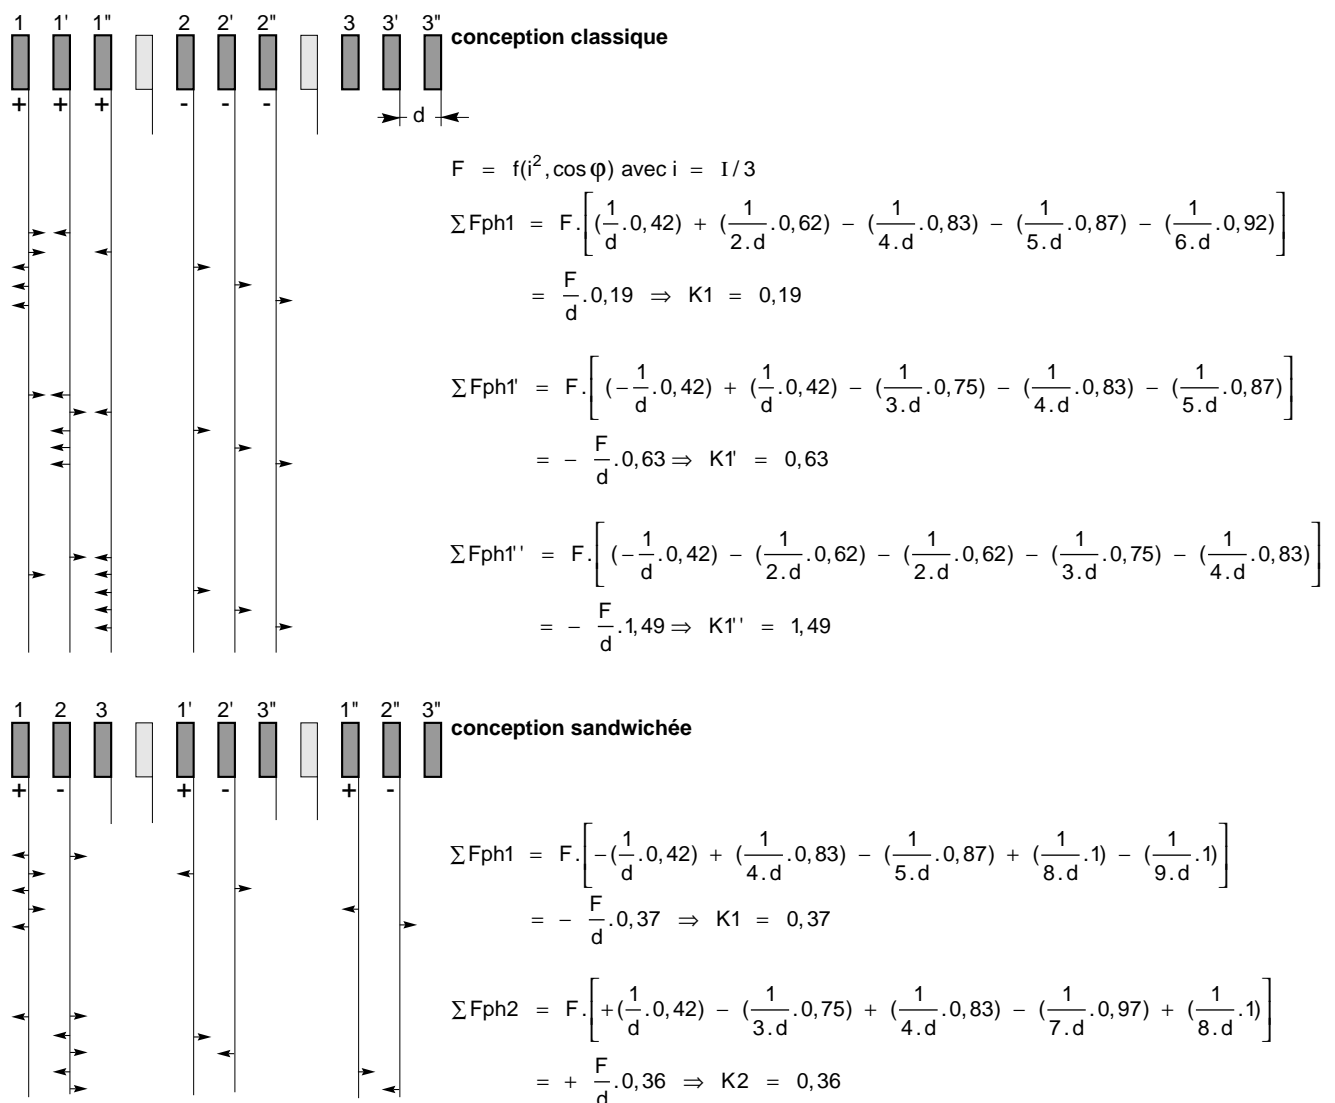 1 1' 1" 2 2' 2" 3 3' 3"
conception classique
+ + + - - -
d
F = f(i², cos φ) avec i = I/3
∑Fph1 = F.[(1/d.0,42) + (1/2.d.0,62) − (1/4.d.0,83) − (1/5.d.0,87) − (1/6.d.0,92)]
= F/d.0,19 ⇒ K1 = 0,19
∑Fph1' = F.[(−1/d.0,42) + (1/d.0,42) − (1/3.d.0,75) − (1/4.d.0,83) − (1/5.d.0,87)]
= − F/d.0,63 ⇒ K1' = 0,63
∑Fph1'' = F.[(−1/d.0,42) − (1/2.d.0,62) − (1/2.d.0,62) − (1/3.d.0,75) − (1/4.d.0,83)]
= − F/d.1,49 ⇒ K1'' = 1,49
1 2 3 1' 2' 3" 1" 2" 3"
conception sandwichée
+ - + - + -
∑Fph1 = F.[−(1/d.0,42) + (1/4.d.0,83) − (1/5.d.0,87) + (1/8.d.1) − (1/9.d.1)]
= − F/d.0,37 ⇒ K1 = 0,37
∑Fph2 = F.[+(1/d.0,42) − (1/3.d.0,75) + (1/4.d.0,83) − (1/7.d.0,97) + (1/8.d.1)]
= + F/d.0,36 ⇒ K2 = 0,36